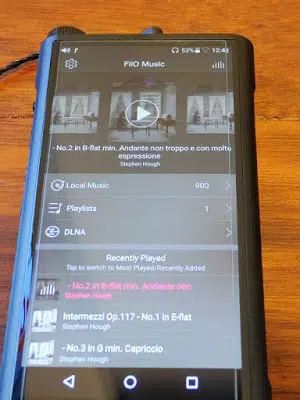 53% 12:42
FiiO Music
- No.2 in B-flat min. Andante non troppo e con molto
espressione
Stephen Hough
Local Music 900
Playlists 1
DLNA
Recently Played
Tap to switch to Most Played/Recently Added
- No.2 in B-flat min. Andante non
Stephen Hough
Intermezzi Op.117 - No.1 in E-flat
Stephen Hough
- No.3 in G min. Capriccio
Stephen Hough